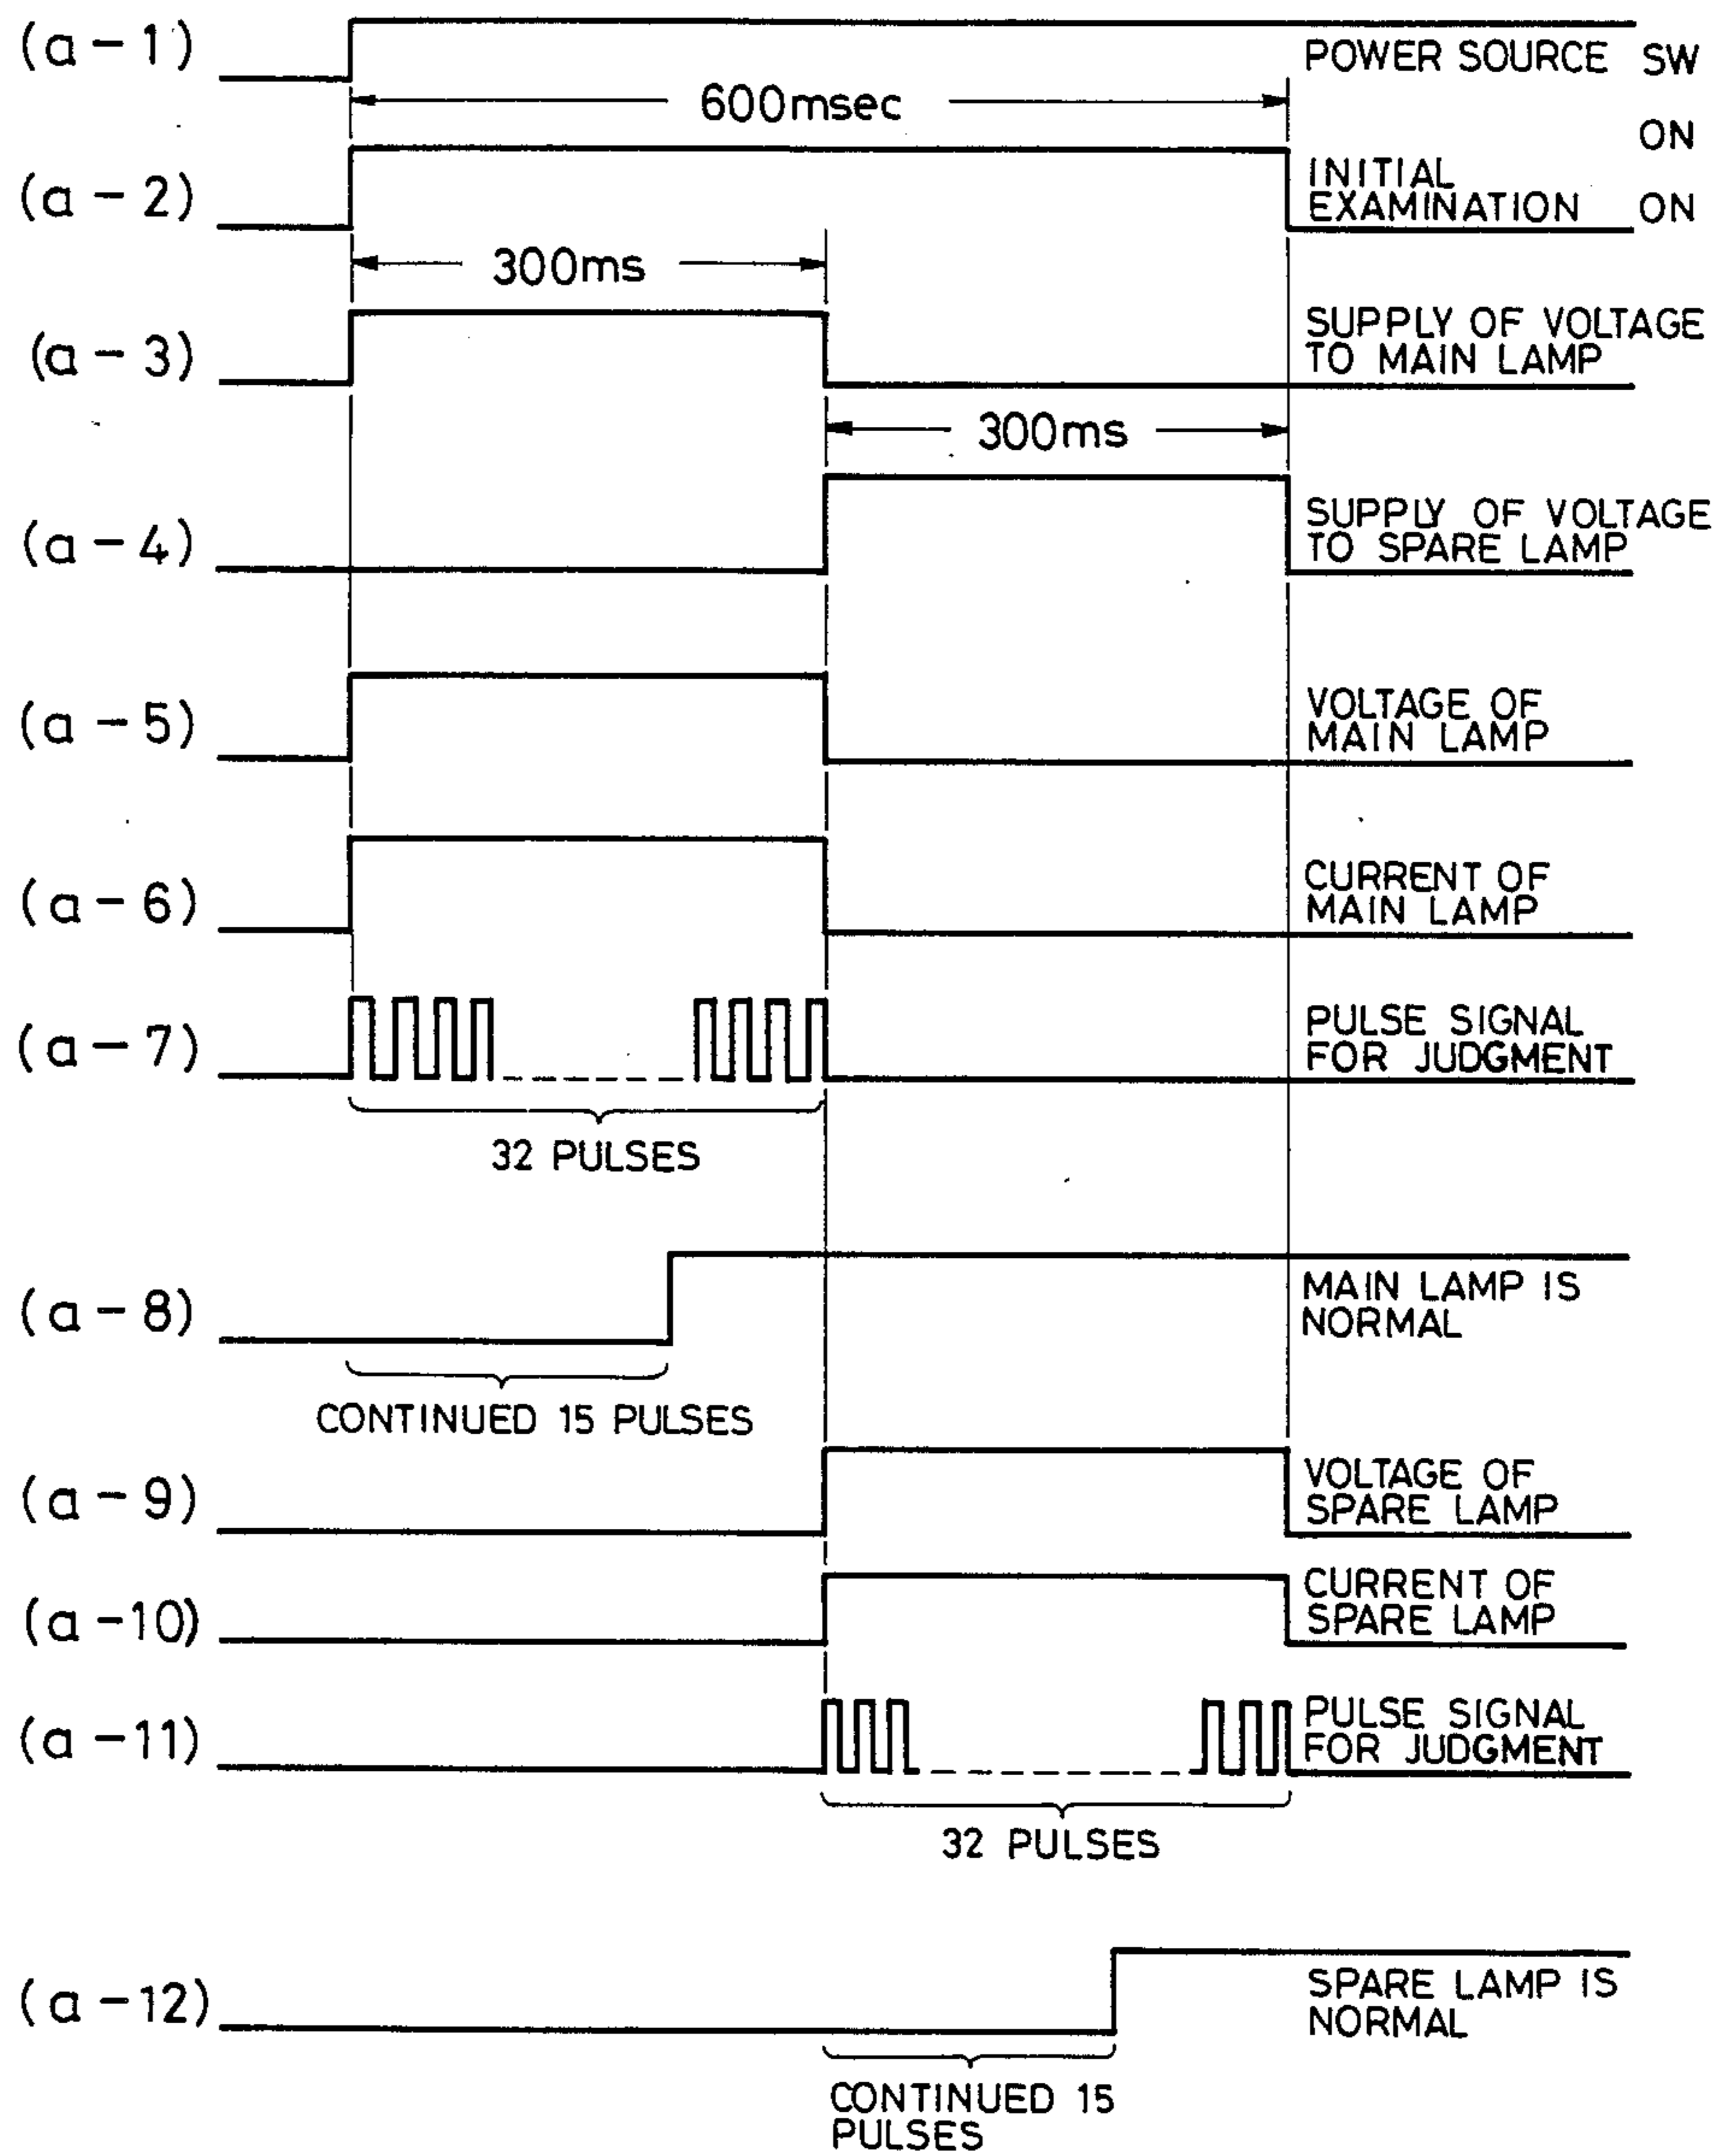 (a-1)
POWER SOURCE SW
600msec
ON
(a-2)
INITIAL
EXAMINATION ON
300ms
(a-3)
SUPPLY OF VOLTAGE
TO MAIN LAMP
300ms
(a-4)
SUPPLY OF VOLTAGE
TO SPARE LAMP
(a-5)
VOLTAGE OF
MAIN LAMP
(a-6)
CURRENT OF
MAIN LAMP
(a-7)
PULSE SIGNAL
FOR JUDGMENT
32 PULSES
(a-8)
MAIN LAMP IS
NORMAL
CONTINUED 15 PULSES
(a-9)
VOLTAGE OF
SPARE LAMP
(a-10)
CURRENT OF
SPARE LAMP
(a-11)
PULSE SIGNAL
FOR JUDGMENT
32 PULSES
(a-12)
SPARE LAMP IS
NORMAL
CONTINUED 15
PULSES